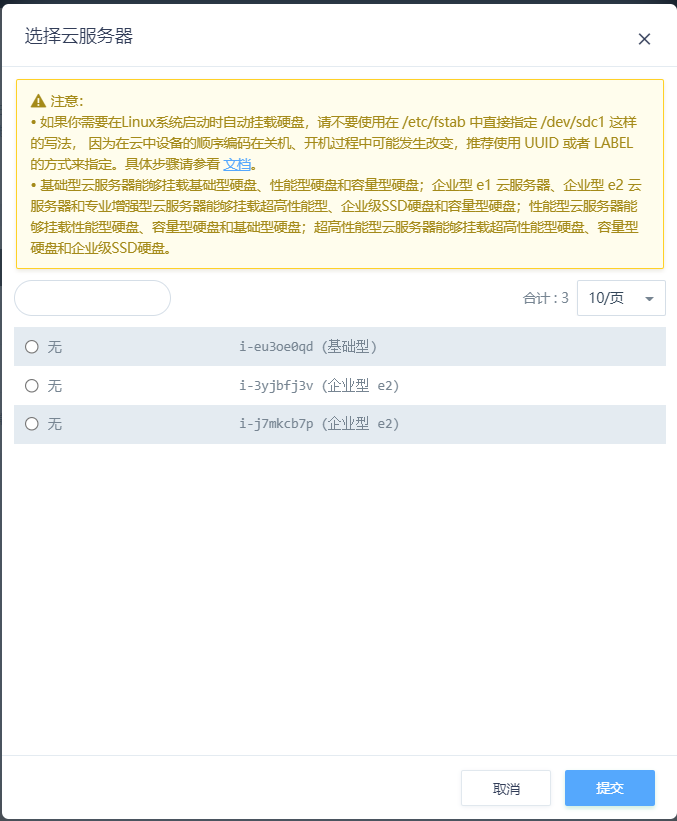 选择云服务器
注意：
• 如果你需要在Linux系统启动时自动挂载硬盘，请不要使用在 /etc/fstab 中直接指定 /dev/sdc1 这样
的写法， 因为在云中设备的顺序编码在关机、开机过程中可能发生改变，推荐使用 UUID 或者 LABEL
的方式来指定。具体步骤请参看 文档。
• 基础型云服务器能够挂载基础型硬盘、性能型硬盘和容量型硬盘；企业型 e1 云服务器、企业型 e2 云
服务器和专业增强型云服务器能够挂载超高性能型、企业级SSD硬盘和容量型硬盘；性能型云服务器能
够挂载性能型硬盘、容量型硬盘和基础型硬盘；超高性能型云服务器能够挂载超高性能型硬盘、容量型
硬盘和企业级SSD硬盘。
合计 : 3 10/页
无 i-eu3oe0qd (基础型)
无 i-3yjbfj3v (企业型 e2)
无 i-j7mkcb7p (企业型 e2)
取消 提交